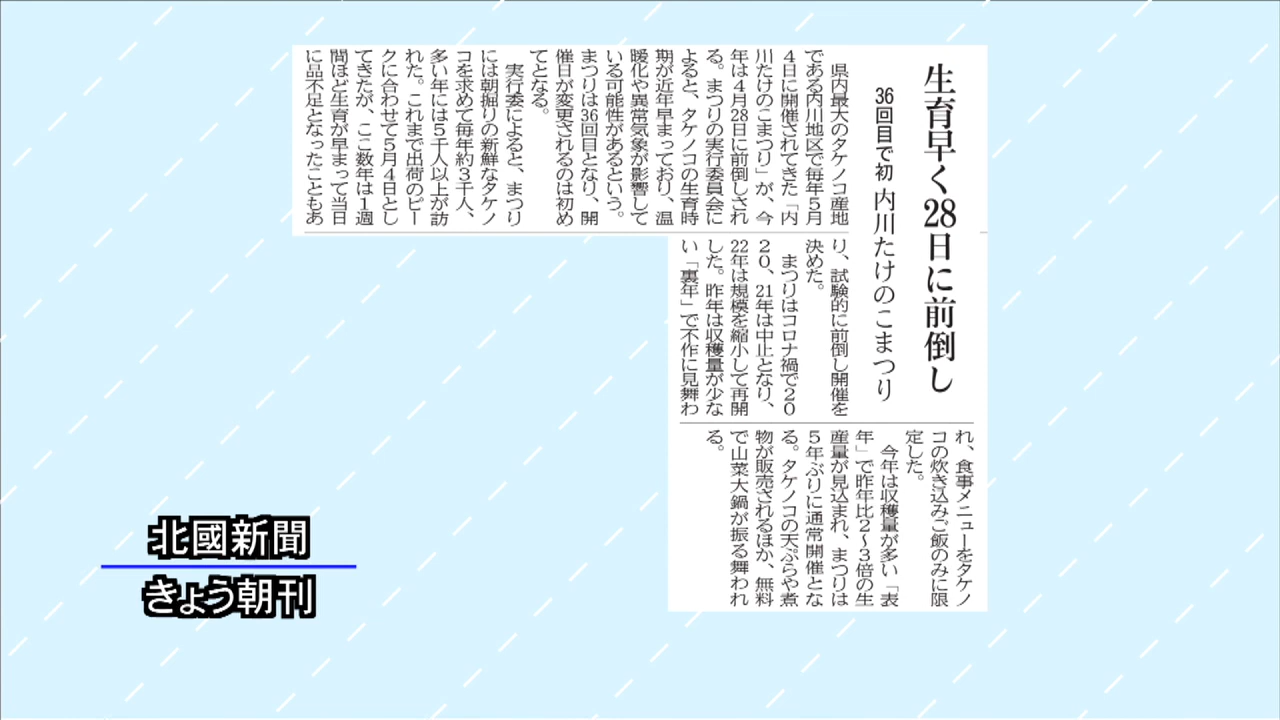 生育早く28日に前倒し
36回目で初 内川たけのこまつり
県内最大のタケノコ産地
である内川地区で毎年５月
４日に開催されてきた「内
川たけのこまつり」が、今
年は４月28日に前倒しされ
る。まつりの実行委員会に
よると、タケノコの生育時
期が近年早まっており、温
暖化や異常気象が影響して
いる可能性があるという。
まつりは36回目となり、開
催日が変更されるのは初め
てとなる。
実行委によると、まつり
には朝掘りの新鮮なタケノ
コを求めて毎年約３千人、
多い年には５千人以上が訪
れた。これまで出荷のピー
クに合わせて５月４日とし
てきたが、ここ数年は１週
間ほど生育が早まって当日
に品不足となったこともあ
り、試験的に前倒し開催を
決めた。
まつりはコロナ禍で２０
２０、21年は中止となり、
22年は規模を縮小して再開
した。昨年は収穫量が少な
い「裏年」で不作に見舞わ
れ、食事メニューをタケノ
コの炊き込みご飯のみに限
定した。
今年は収穫量が多い「表
年」で昨年比２〜３倍の生
産量が見込まれ、まつりは
５年ぶりに通常開催とな
る。タケノコの天ぷらや煮
物が販売されるほか、無料
で山菜大鍋が振る舞われ
る。
北國新聞
きょう朝刊